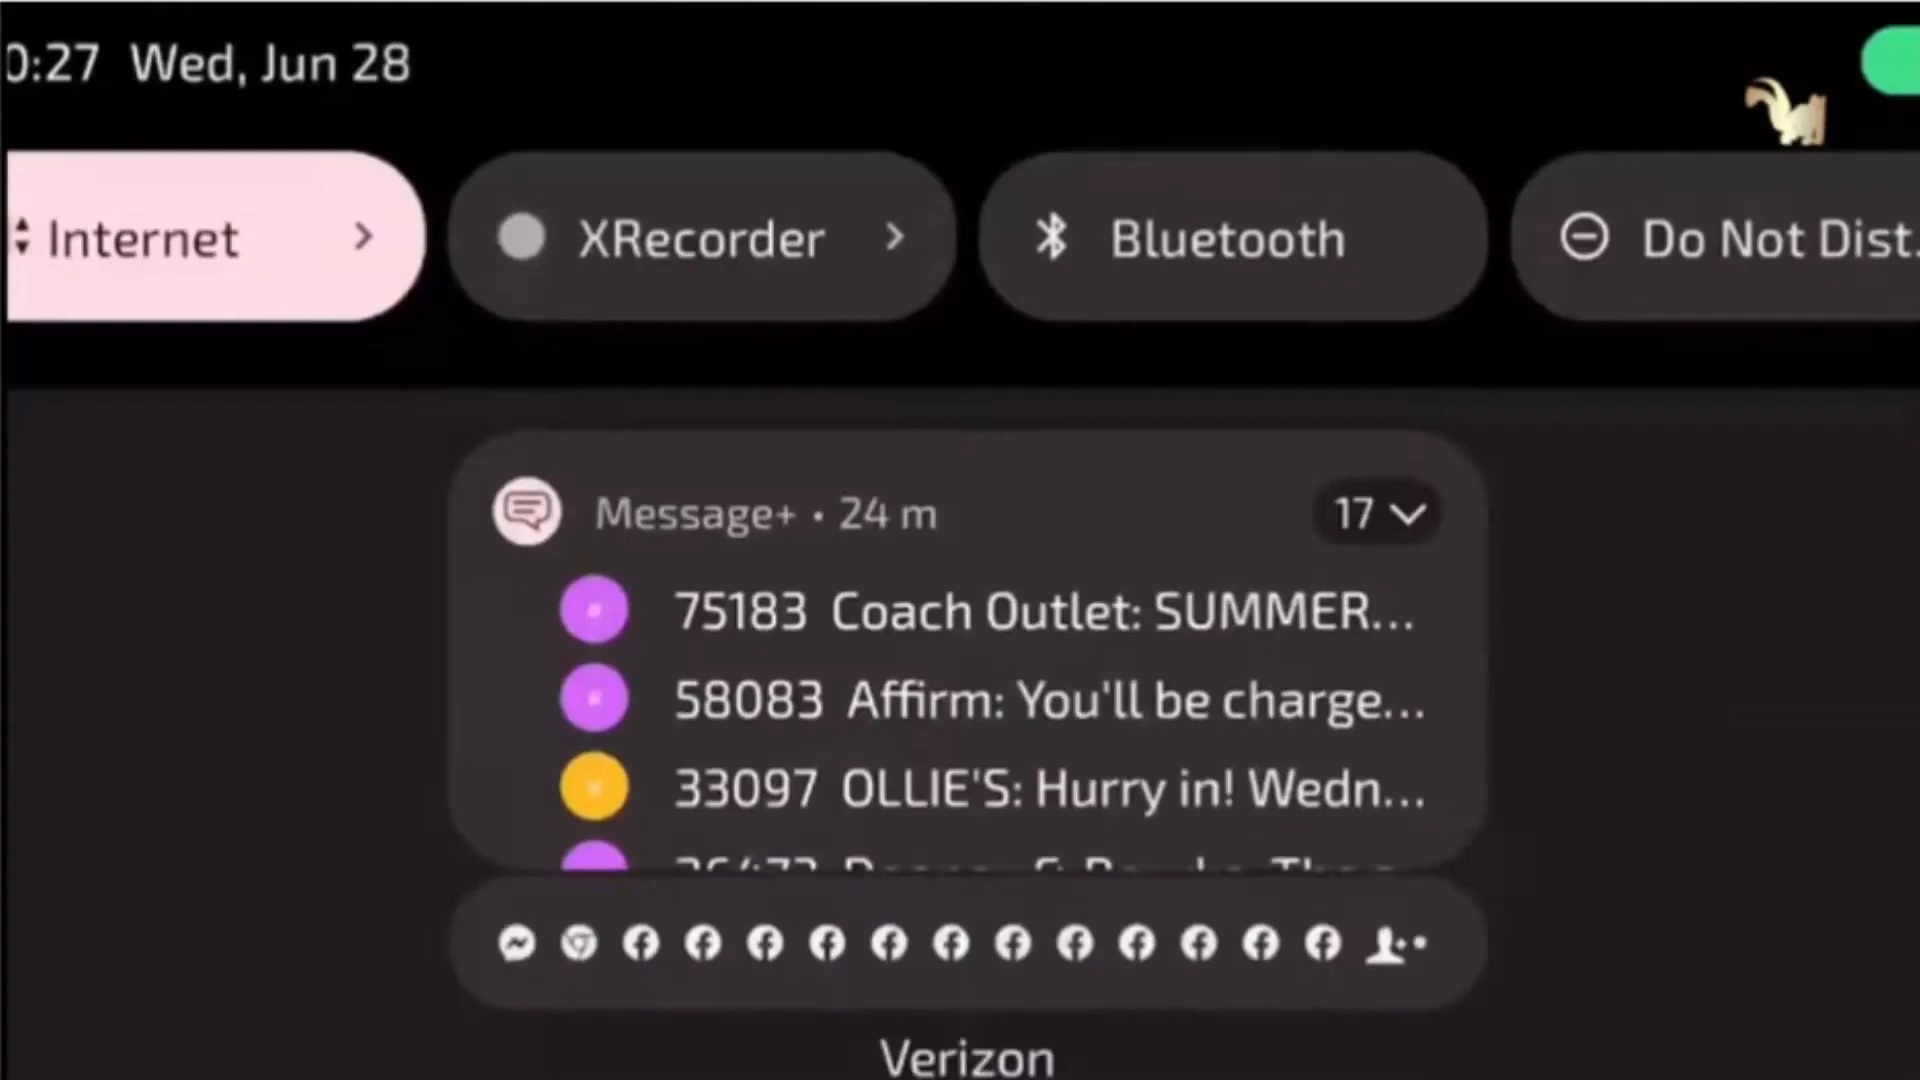 0:27 Wed, Jun 28
Internet
XRecorder
Bluetooth
Do Not Dist.
Message+ • 24 m
17
75183 Coach Outlet: SUMMER...
58083 Affirm: You'll be charge...
33097 OLLIE'S: Hurry in! Wedn...
Verizon